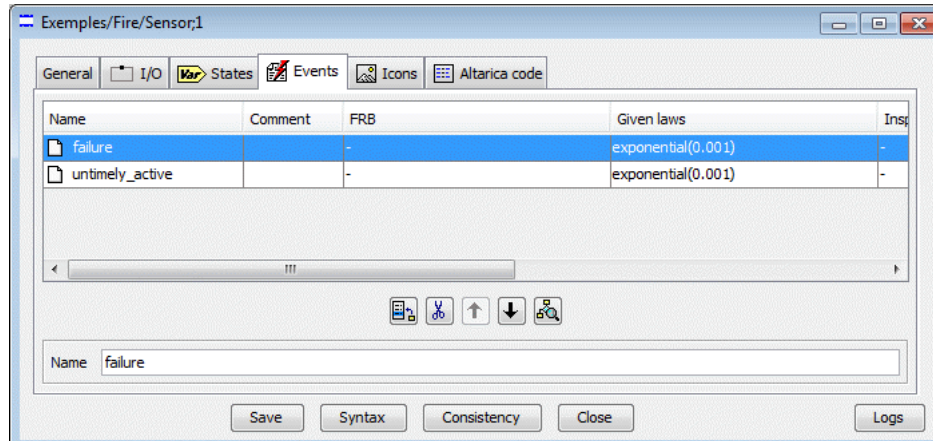 Exemples/Fire/Sensor;1
General I/O Var States Events Icons Altarica code
Name Comment FRB Given laws Insp
failure - exponential(0.001) -
untimely_active - exponential(0.001) -
Name failure
Save Syntax Consistency Close Logs